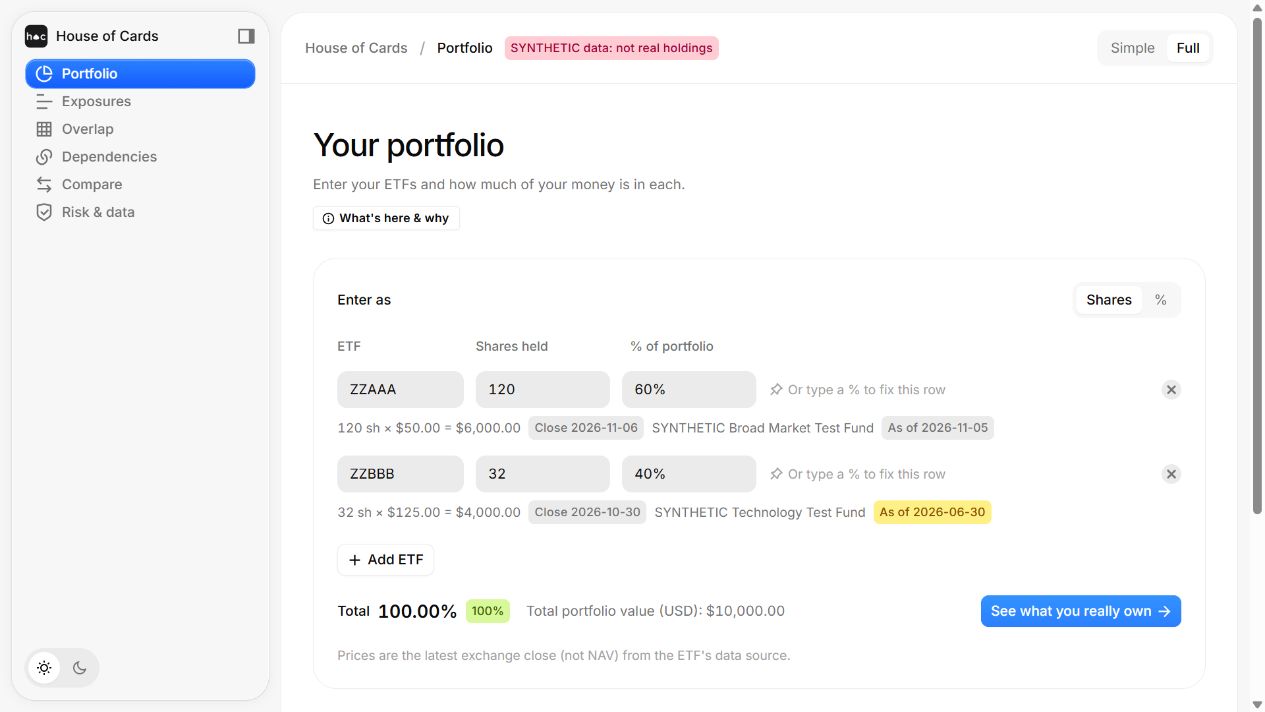 House of Cards
Portfolio
Exposures
Overlap
Dependencies
Compare
Risk & data
House of Cards / Portfolio SYNTHETIC data: not real holdings Simple Full
Your portfolio
Enter your ETFs and how much of your money is in each.
What's here & why
Enter as Shares %
ETF Shares held % of portfolio
ZZAAA 120 60% Or type a % to fix this row
120 sh × $50.00 = $6,000.00 Close 2026-11-06 SYNTHETIC Broad Market Test Fund As of 2026-11-05
ZZBBB 32 40% Or type a % to fix this row
32 sh × $125.00 = $4,000.00 Close 2026-10-30 SYNTHETIC Technology Test Fund As of 2026-06-30
+ Add ETF
Total 100.00% 100% Total portfolio value (USD): $10,000.00 See what you really own →
Prices are the latest exchange close (not NAV) from the ETF's data source.